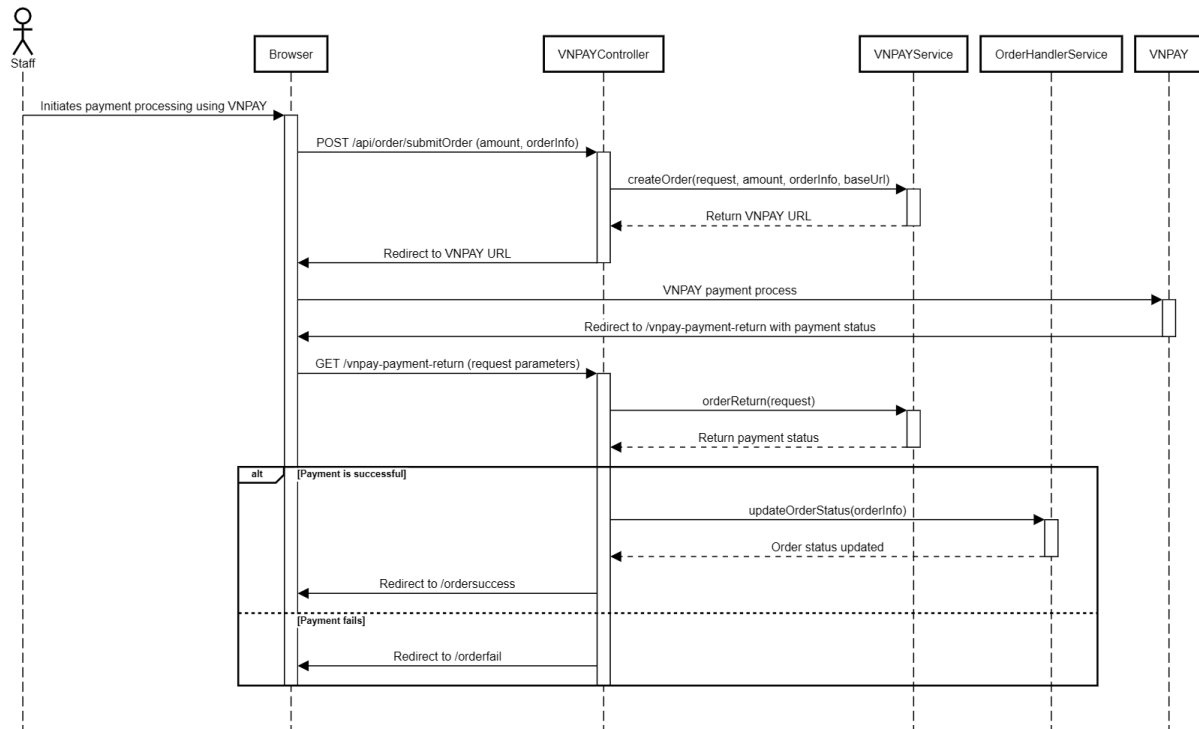 Staff
Browser
VNPAYController
VNPAYService
OrderHandlerService
VNPAY
Initiates payment processing using VNPAY
POST /api/order/submitOrder (amount, orderInfo)
createOrder(request, amount, orderInfo, baseUrl)
Return VNPAY URL
Redirect to VNPAY URL
VNPAY payment process
Redirect to /vnpay-payment-return with payment status
GET /vnpay-payment-return (request parameters)
orderReturn(request)
Return payment status
alt
[Payment is successful]
updateOrderStatus(orderInfo)
Order status updated
Redirect to /ordersuccess
[Payment fails]
Redirect to /orderfail